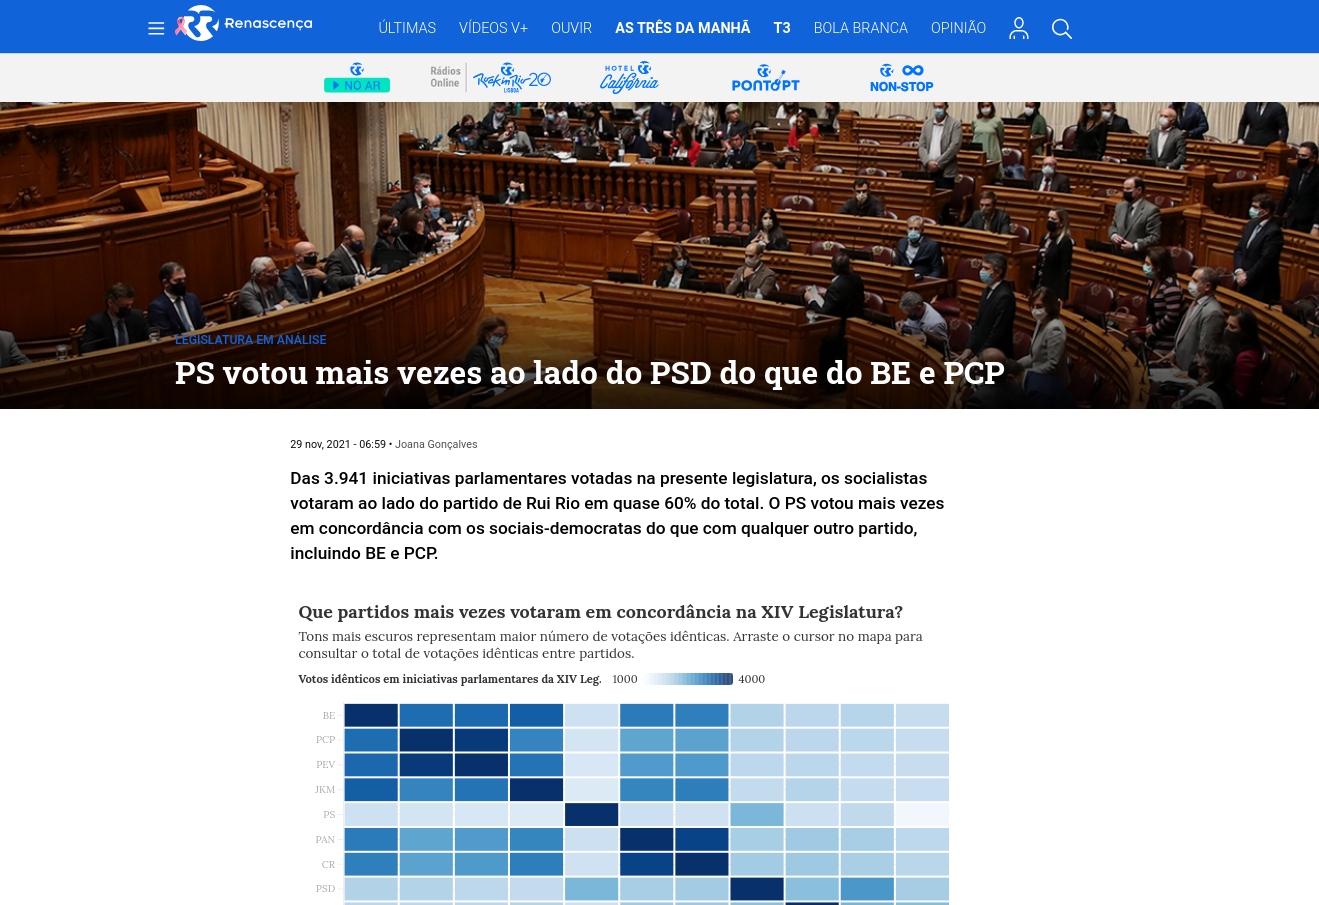 Renascença
ÚLTIMAS VÍDEOS V+ OUVIR AS TRÊS DA MANHÃ T3 BOLA BRANCA OPINIÃO
NO AR
Rádios
Online
Rock in Rio 20
LISBOA
HOTEL
California
PONTO PT
NON-STOP
LEGISLATURA EM ANÁLISE
PS votou mais vezes ao lado do PSD do que do BE e PCP
29 nov, 2021 - 06:59 • Joana Gonçalves
Das 3.941 iniciativas parlamentares votadas na presente legislatura, os socialistas
votaram ao lado do partido de Rui Rio em quase 60% do total. O PS votou mais vezes
em concordância com os sociais-democratas do que com qualquer outro partido,
incluindo BE e PCP.
Que partidos mais vezes votaram em concordância na XIV Legislatura?
Tons mais escuros representam maior número de votações idênticas. Arraste o cursor no mapa para
consultar o total de votações idênticas entre partidos.
Votos idênticos em iniciativas parlamentares da XIV Leg. 1000 4000
BE
PCP
PEV
JKM
PS
PAN
CR
PSD